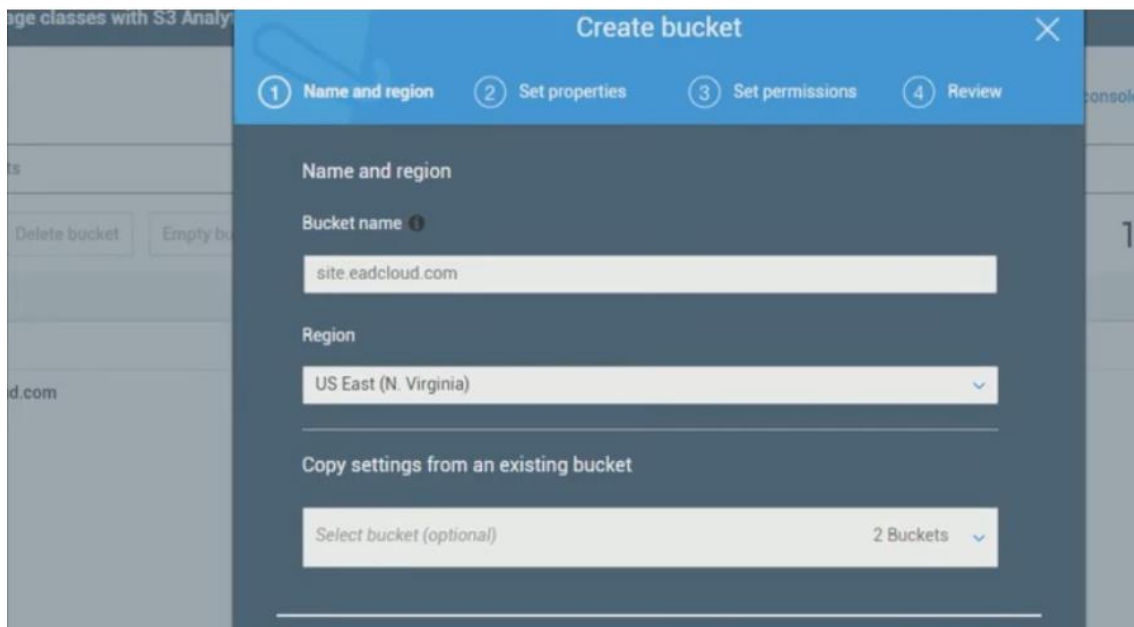 age classes with S3 Analy
Create bucket
1 Name and region
2 Set properties
3 Set permissions
4 Review
console
ts
Name and region
Delete bucket
Empty bu
Bucket name
1
site.eadcloud.com
Region
US East (N. Virginia)
d.com
Copy settings from an existing bucket
Select bucket (optional)
2 Buckets